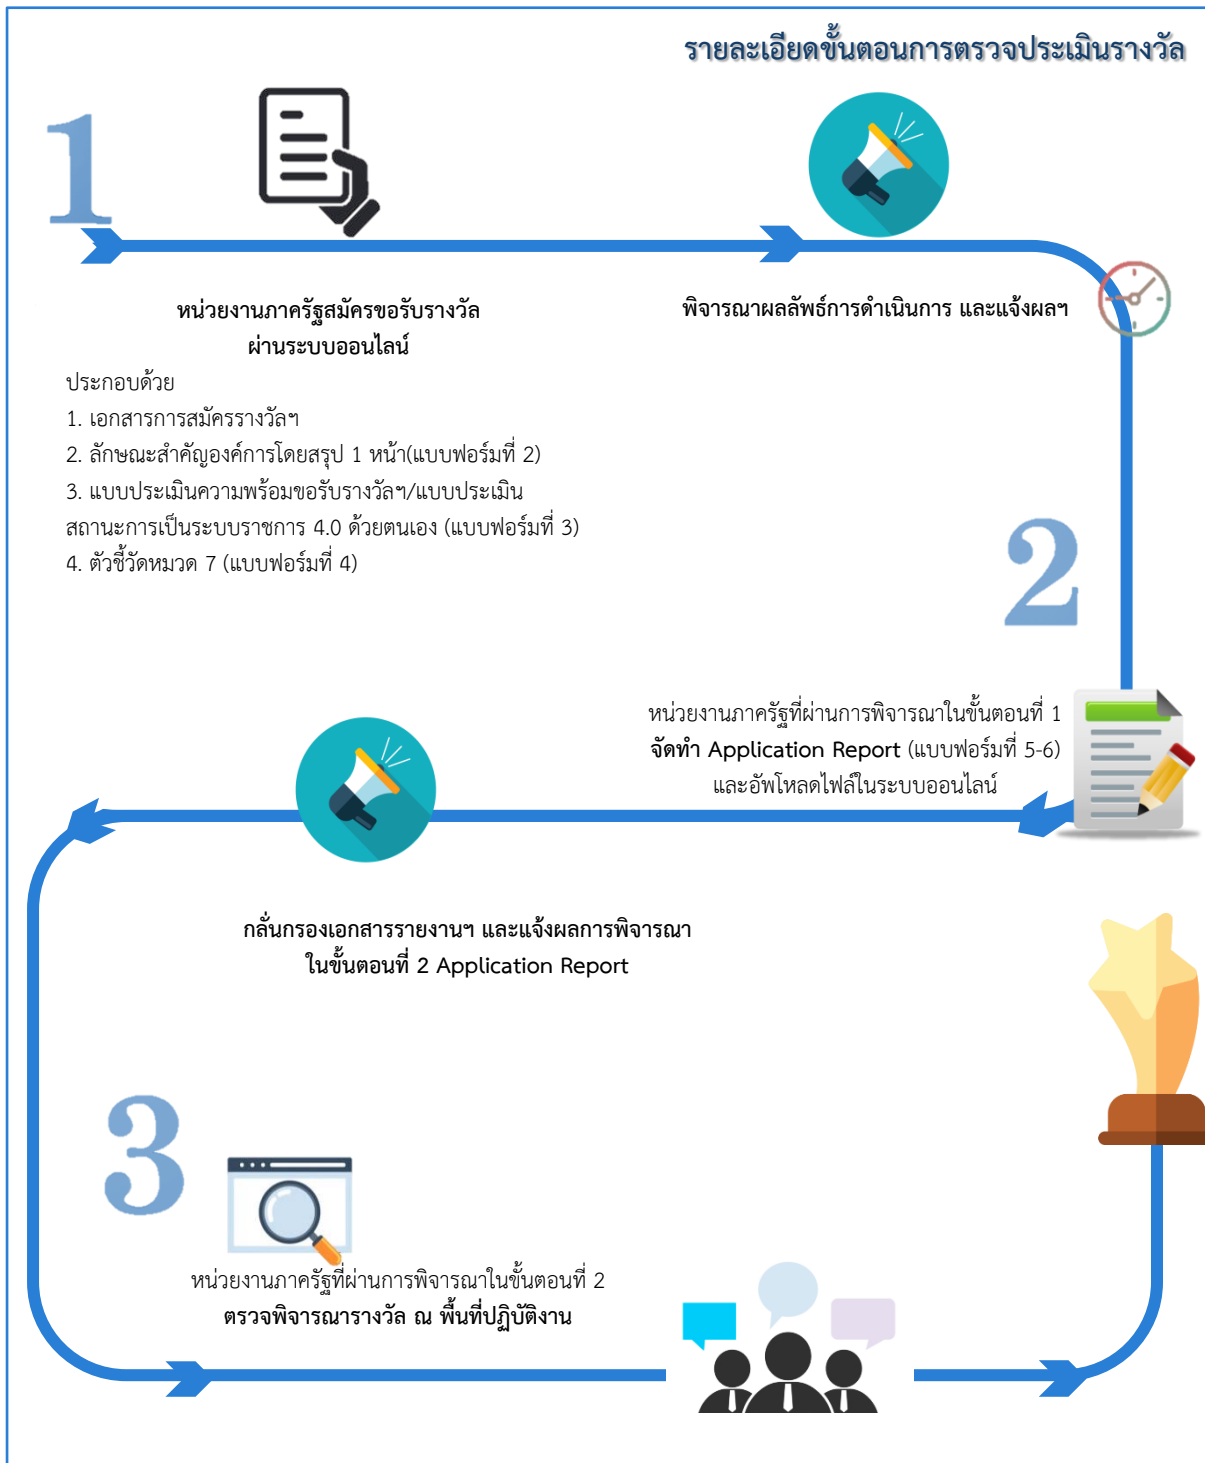 รายละเอียดขั้นตอนการตรวจประเมินรางวัล
1
หน่วยงานภาครัฐสมัครขอรับรางวัล
ผ่านระบบออนไลน์
ประกอบด้วย
1. เอกสารการสมัครรางวัลฯ
2. ลักษณะสำคัญองค์การโดยสรุป 1 หน้า(แบบฟอร์มที่ 2)
3. แบบประเมินความพร้อมขอรับรางวัลฯ/แบบประเมิน
สถานะการเป็นระบบราชการ 4.0 ด้วยตนเอง (แบบฟอร์มที่ 3)
4. ตัวชี้วัดหมวด 7 (แบบฟอร์มที่ 4)
พิจารณาผลลัพธ์การดำเนินการ และแจ้งผลฯ
2
หน่วยงานภาครัฐที่ผ่านการพิจารณาในขั้นตอนที่ 1
จัดทำ Application Report (แบบฟอร์มที่ 5-6)
และอัพโหลดไฟล์ในระบบออนไลน์
กลั่นกรองเอกสารรายงานฯ และแจ้งผลการพิจารณา
ในขั้นตอนที่ 2 Application Report
3
หน่วยงานภาครัฐที่ผ่านการพิจารณาในขั้นตอนที่ 2
ตรวจพิจารณารางวัล ณ พื้นที่ปฏิบัติงาน